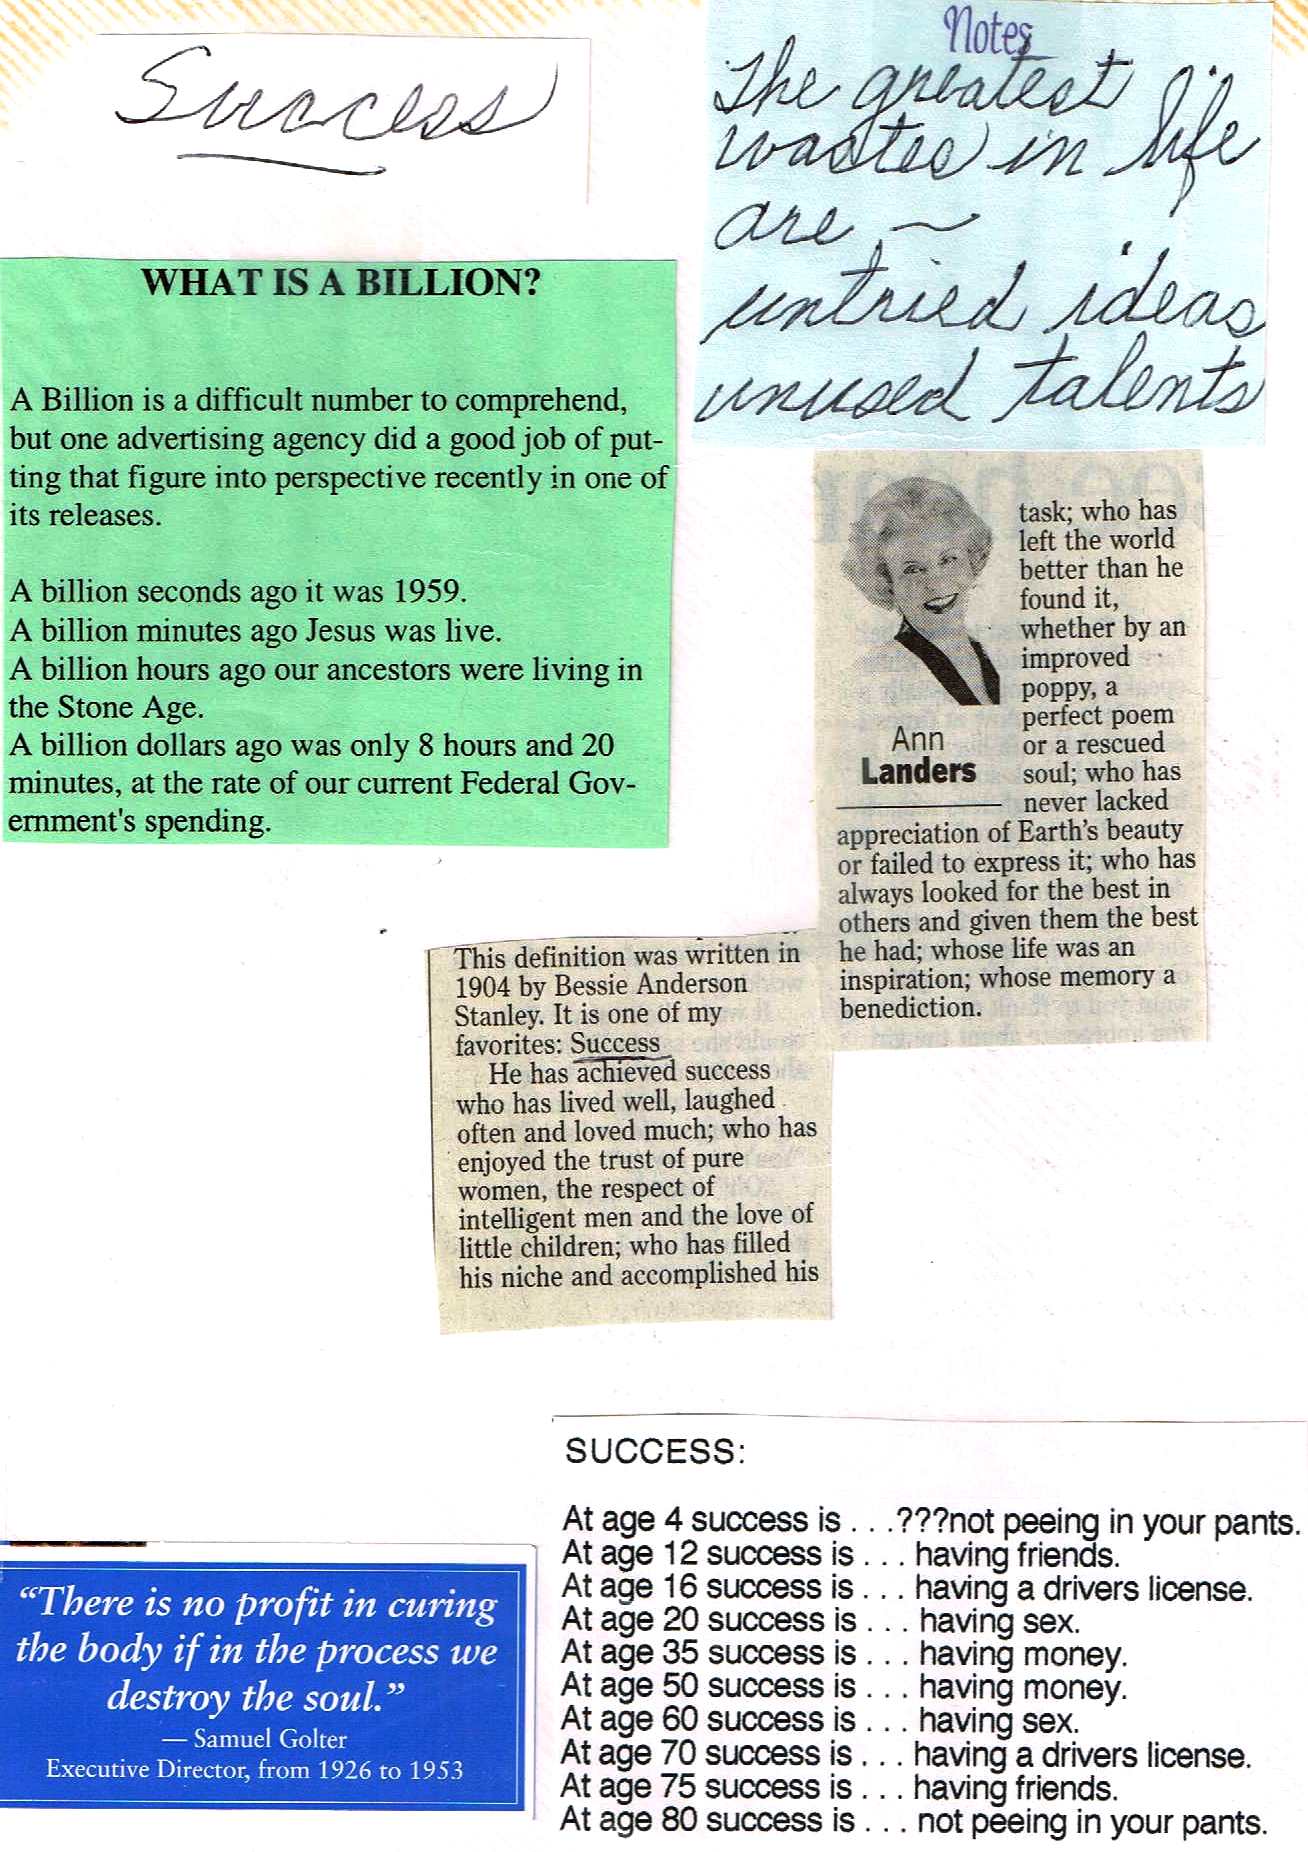 Success
Notes
The greatest
wastes in life
are ~
untried ideas
unused talents
WHAT IS A BILLION?
A Billion is a difficult number to comprehend,
but one advertising agency did a good job of put-
ting that figure into perspective recently in one of
its releases.
A billion seconds ago it was 1959.
A billion minutes ago Jesus was live.
A billion hours ago our ancestors were living in
the Stone Age.
A billion dollars ago was only 8 hours and 20
minutes, at the rate of our current Federal Gov-
ernment's spending.
This definition was written in
1904 by Bessie Anderson
Stanley. It is one of my
favorites: Success
He has achieved success
who has lived well, laughed
often and loved much; who has
enjoyed the trust of pure
women, the respect of
intelligent men and the love of
little children; who has filled
his niche and accomplished his
Ann
Landers
task; who has
left the world
better than he
found it,
whether by an
improved
poppy, a
perfect poem
or a rescued
soul; who has
never lacked
appreciation of Earth's beauty
or failed to express it; who has
always looked for the best in
others and given them the best
he had; whose life was an
inspiration; whose memory a
benediction.
"There is no profit in curing
the body if in the process we
destroy the soul."
— Samuel Golter
Executive Director, from 1926 to 1953
SUCCESS:
At age 4 success is . . .???not peeing in your pants.
At age 12 success is . . . having friends.
At age 16 success is . . . having a drivers license.
At age 20 success is . . . having sex.
At age 35 success is . . . having money.
At age 50 success is . . . having money.
At age 60 success is . . . having sex.
At age 70 success is . . . having a drivers license.
At age 75 success is . . . having friends.
At age 80 success is . . . not peeing in your pants.